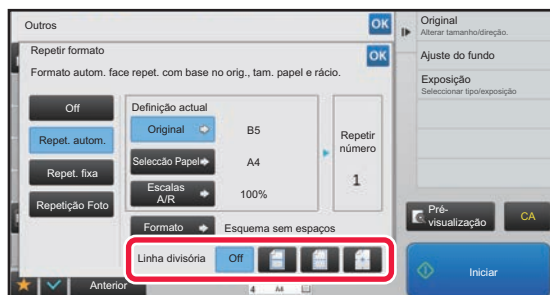 Outros
OK
Repetir formato
OK
Formato autom. face repet. com base no orig., tam. papel e rácio.
Off
Repet. autom.
Repet. fixa
Repetição Foto
Definição actual
Original
B5
Seleccão Papel
A4
Escalas
A/R
100%
Repetir
número
1
Formato
Esquema sem espaços
Linha divisória
Off
Anterior
4
A4
Original
Alterar tamanho/direção.
Ajuste do fundo
Exposição
Seleccionar tipo/exposição
Pré-
visualização
CA
Iniciar